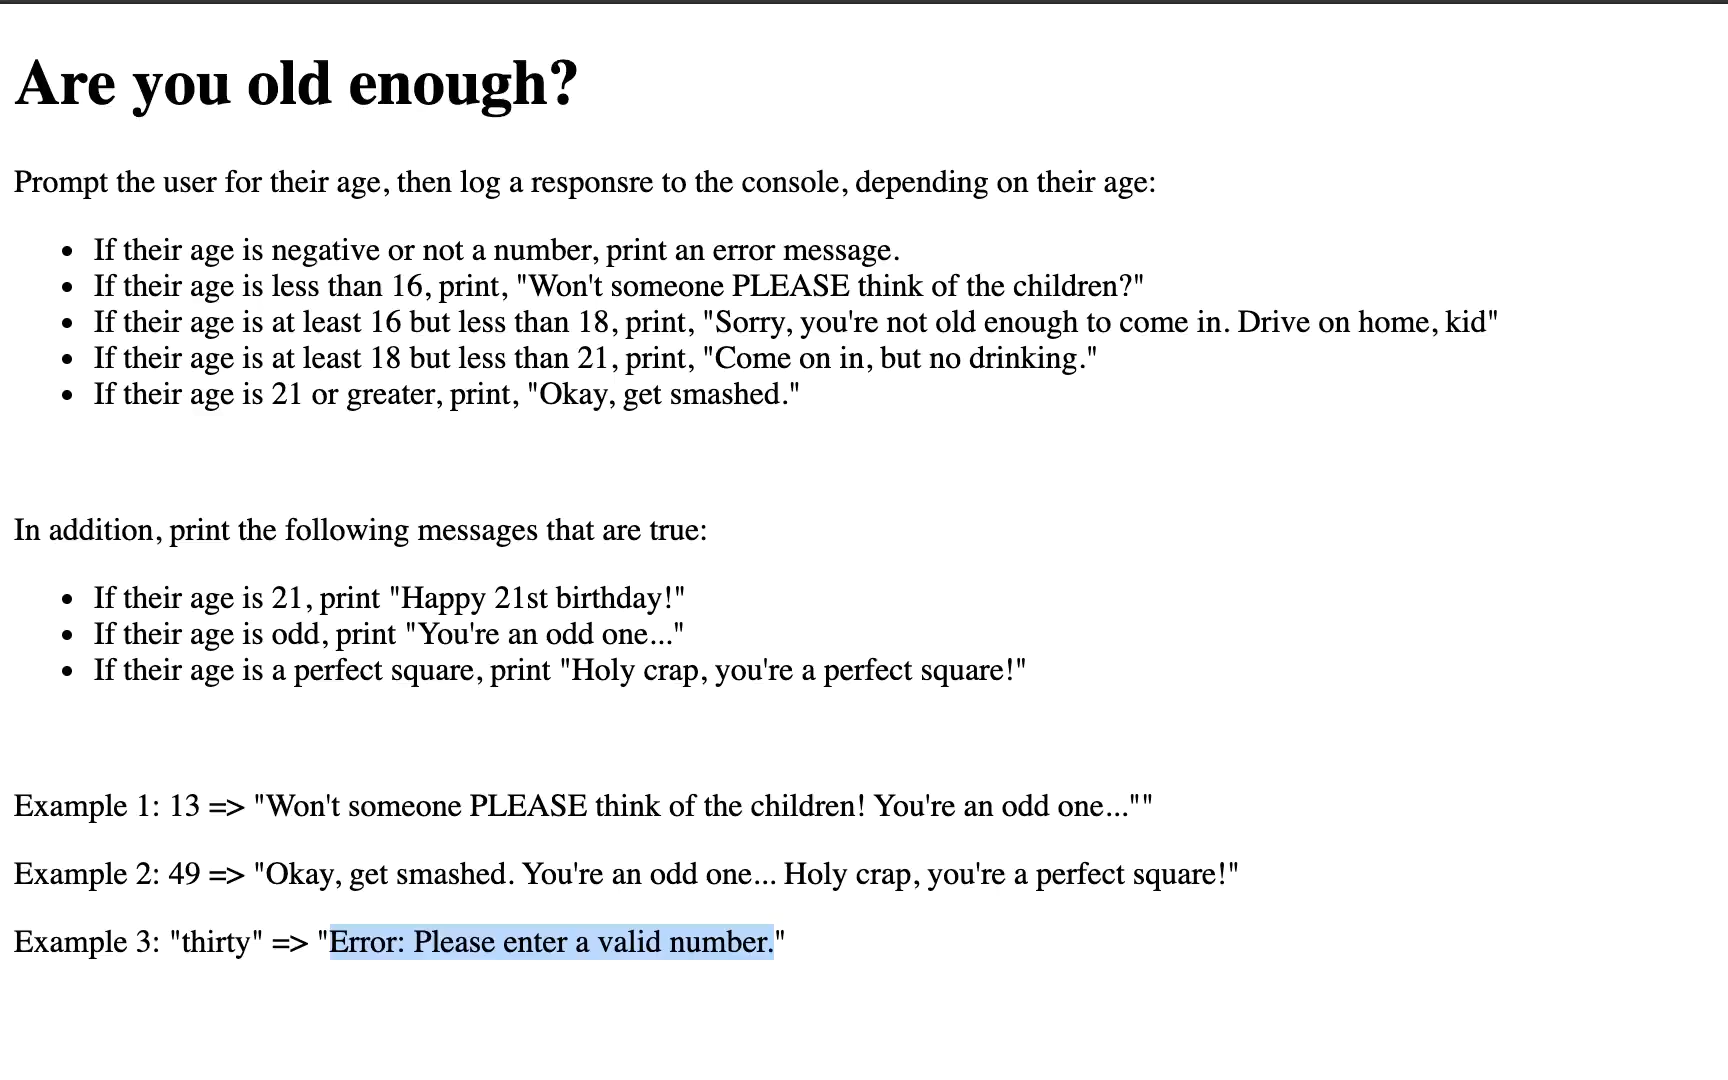 Are you old enough?
Prompt the user for their age, then log a responsre to the console, depending on their age:
• If their age is negative or not a number, print an error message.
• If their age is less than 16, print, "Won't someone PLEASE think of the children?"
• If their age is at least 16 but less than 18, print, "Sorry, you're not old enough to come in. Drive on home, kid"
• If their age is at least 18 but less than 21, print, "Come on in, but no drinking."
• If their age is 21 or greater, print, "Okay, get smashed."
In addition, print the following messages that are true:
• If their age is 21, print "Happy 21st birthday!"
• If their age is odd, print "You're an odd one..."
• If their age is a perfect square, print "Holy crap, you're a perfect square!"
Example 1: 13 => "Won't someone PLEASE think of the children! You're an odd one...""
Example 2: 49 => "Okay, get smashed. You're an odd one... Holy crap, you're a perfect square!"
Example 3: "thirty" => "Error: Please enter a valid number."